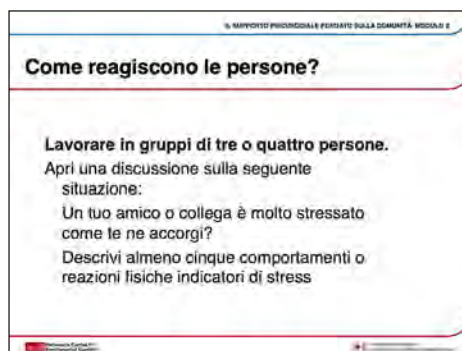 IL SUPPORTO PSICOSOCIALE FONDATO SULLA COMUNITÀ: MODULO 2
Come reagiscono le persone?
Lavorare in gruppi di tre o quattro persone.
Apri una discussione sulla seguente
situazione:
Un tuo amico o collega è molto stressato
come te ne accorgi?
Descrivi almeno cinque comportamenti o
reazioni fisiche indicatori di stress